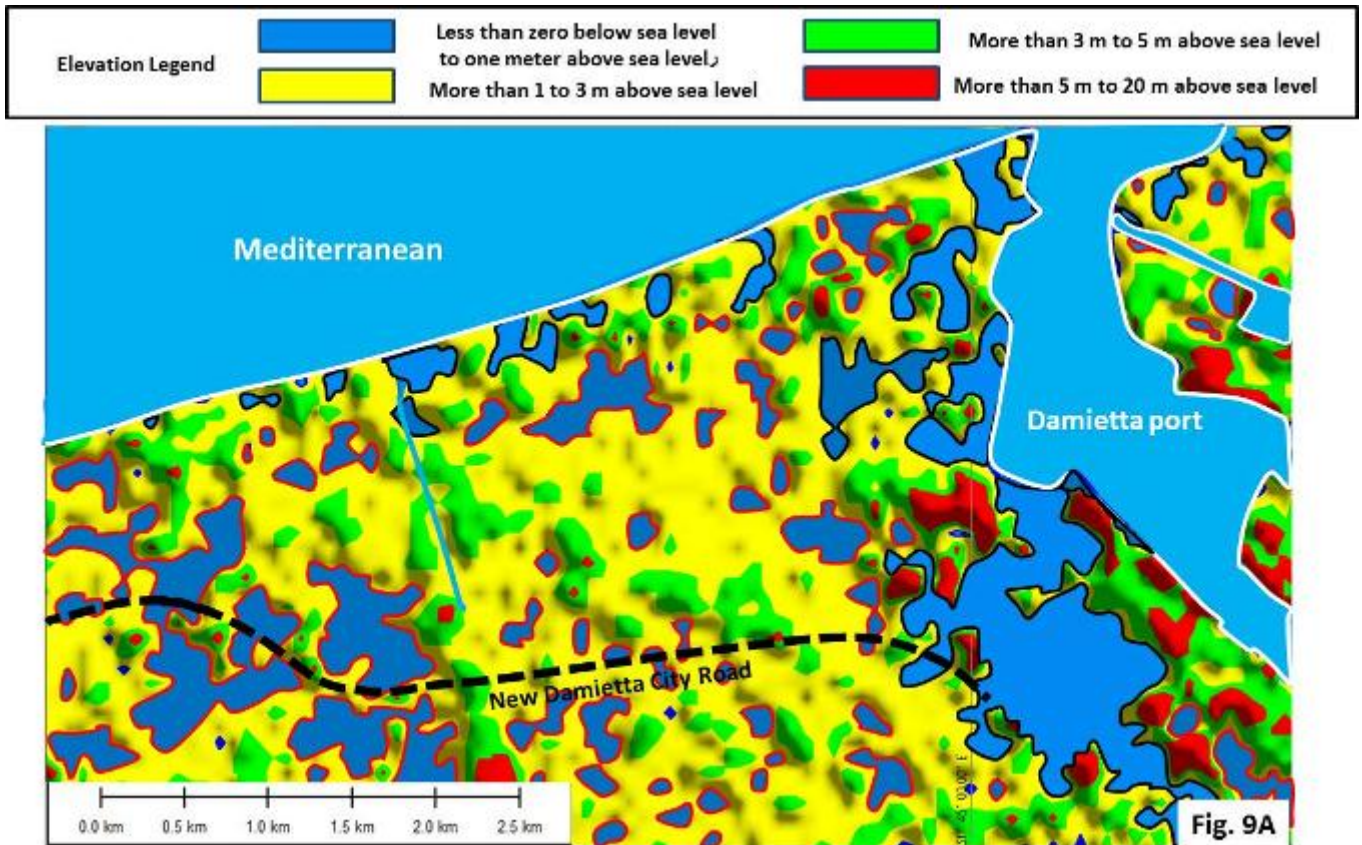 Elevation Legend
Less than zero below sea level
to one meter above sea level٫
More than 1 to 3 m above sea level
More than 3 m to 5 m above sea level
More than 5 m to 20 m above sea level
Mediterranean
Damietta port
New Damietta City Road
0.0 km 0.5 km 1.0 km 1.5 km 2.0 km 2.5 km
Fig. 9A